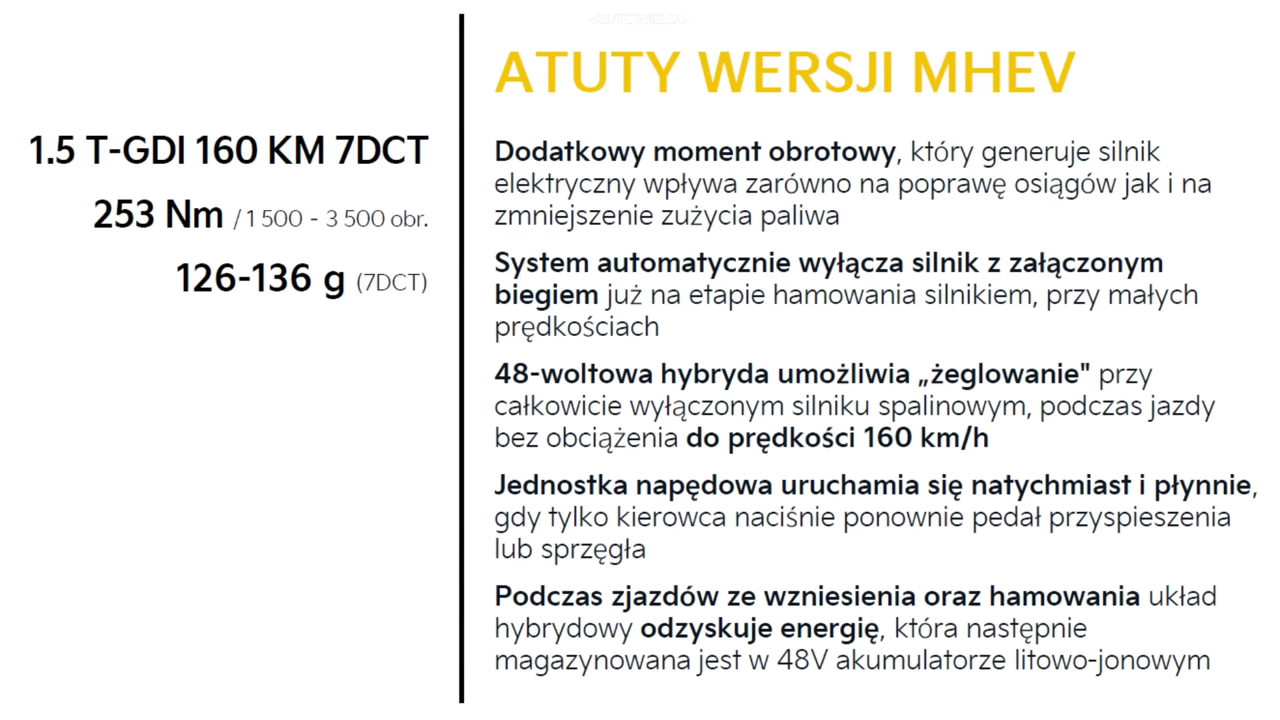 -AUTOWIZJA-
ATUTY WERSJI MHEV
1.5 T-GDI 160 KM 7DCT
253 Nm / 1 500 - 3 500 obr.
126-136 g (7DCT)
Dodatkowy moment obrotowy, który generuje silnik
elektryczny wpływa zarówno na poprawę osiągów jak i na
zmniejszenie zużycia paliwa
System automatycznie wyłącza silnik z załączonym
biegiem już na etapie hamowania silnikiem, przy małych
prędkościach
48-woltowa hybryda umożliwia „żeglowanie" przy
całkowicie wyłączonym silniku spalinowym, podczas jazdy
bez obciążenia do prędkości 160 km/h
Jednostka napędowa uruchamia się natychmiast i płynnie,
gdy tylko kierowca naciśnie ponownie pedał przyspieszenia
lub sprzęgła
Podczas zjazdów ze wzniesienia oraz hamowania układ
hybrydowy odzyskuje energię, która następnie
magazynowana jest w 48V akumulatorze litowo-jonowym